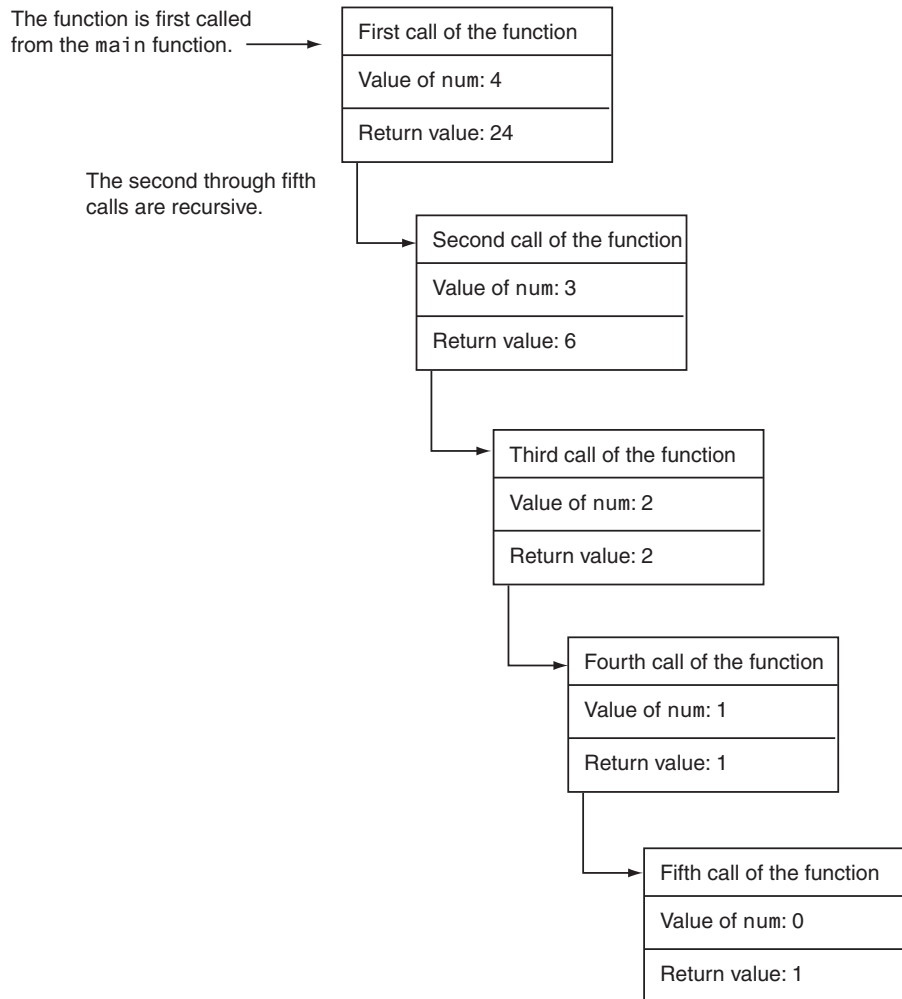 The function is first called
from the main function.
First call of the function
Value of num: 4
Return value: 24
The second through fifth
calls are recursive.
Second call of the function
Value of num: 3
Return value: 6
Third call of the function
Value of num: 2
Return value: 2
Fourth call of the function
Value of num: 1
Return value: 1
Fifth call of the function
Value of num: 0
Return value: 1